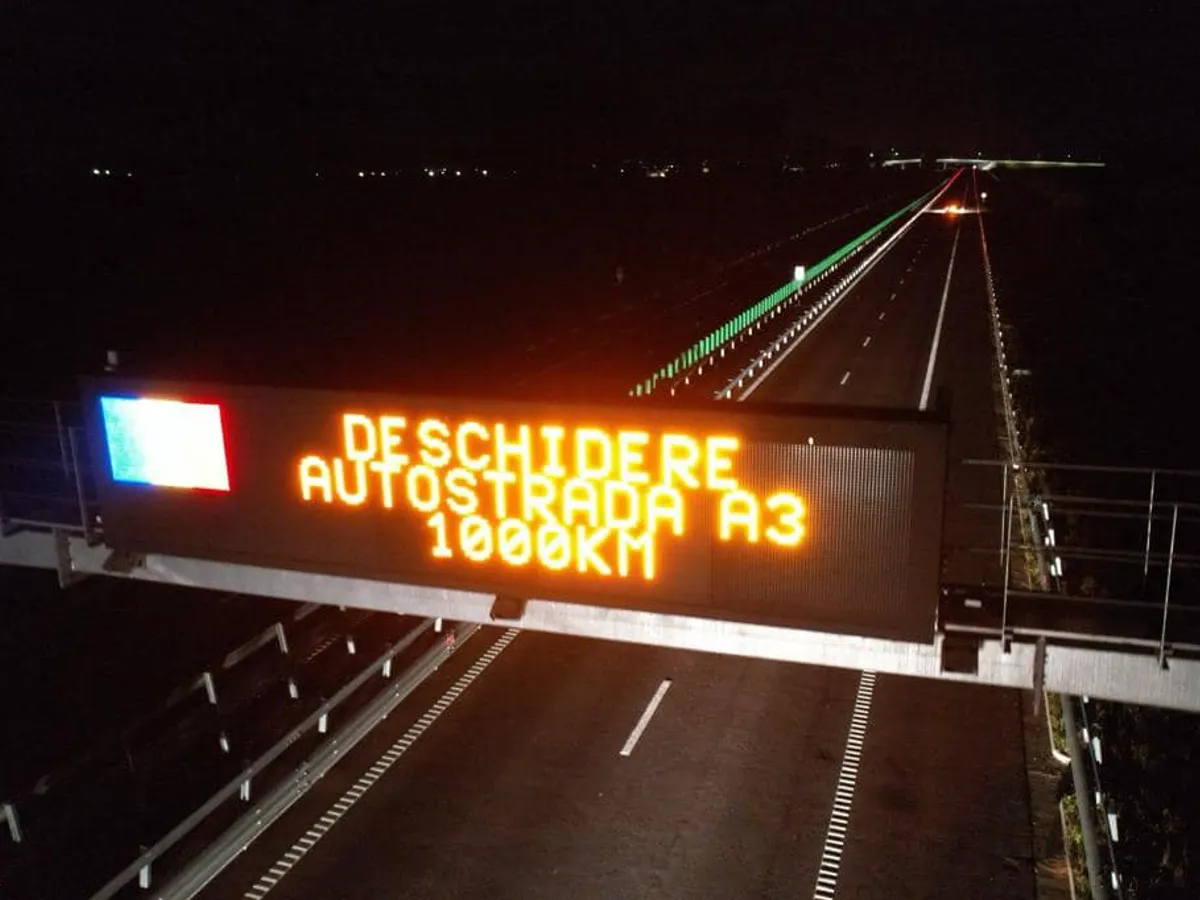 DESCHIDERE
AUTOSTRADA A3
1000KM